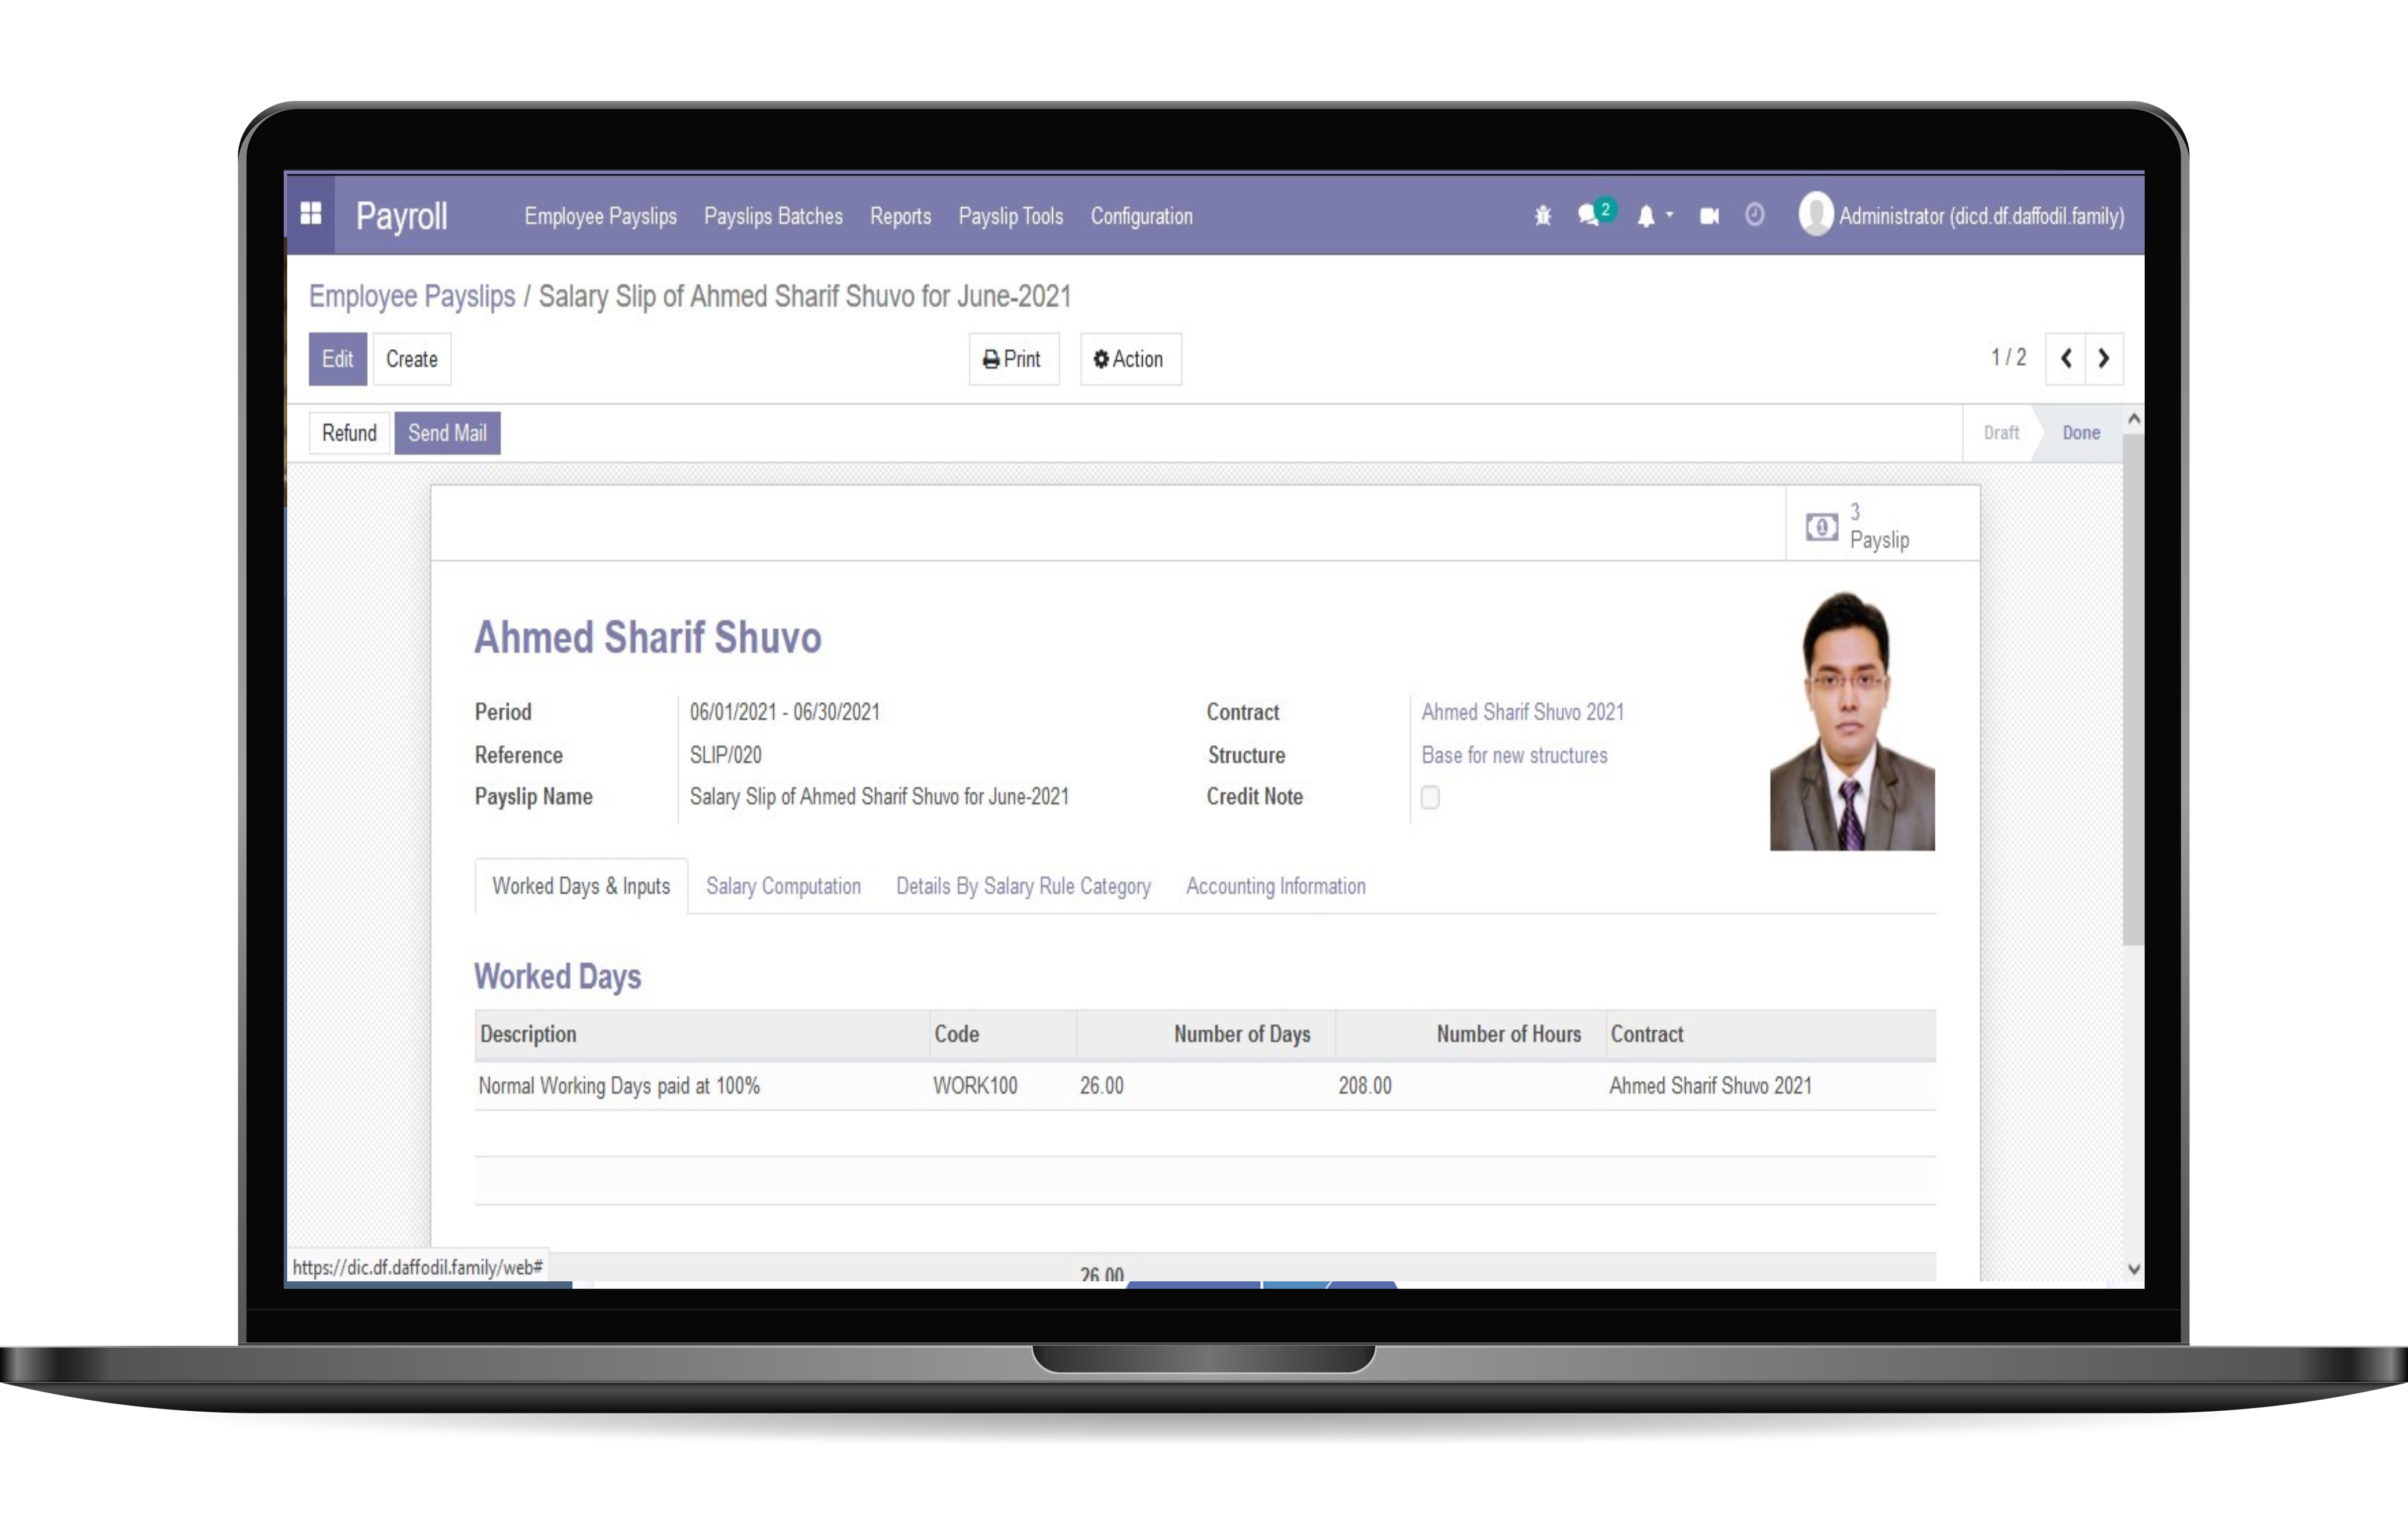 Payroll Employee Payslips Payslips Batches Reports Payslip Tools Configuration 2 Administrator (dicd.df.daffodil.family)
Employee Payslips / Salary Slip of Ahmed Sharif Shuvo for June-2021
Edit Create Print Action 1 / 2
Refund Send Mail Draft Done
3
Payslip
Ahmed Sharif Shuvo
Period 06/01/2021 - 06/30/2021 Contract Ahmed Sharif Shuvo 2021
Reference SLIP/020 Structure Base for new structures
Payslip Name Salary Slip of Ahmed Sharif Shuvo for June-2021 Credit Note
Worked Days & Inputs Salary Computation Details By Salary Rule Category Accounting Information
Worked Days
Description Code Number of Days Number of Hours Contract
Normal Working Days paid at 100% WORK100 26.00 208.00 Ahmed Sharif Shuvo 2021
https://dic.df.daffodil.family/web#
26.00